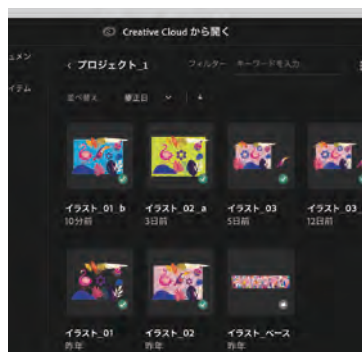 Creative Cloud から開く
ュメン
‹ プロジェクト_1
フィルター キーワードを入力
イテム
並べ替え 修正日
イラスト_01_b
10分前
イラスト_02_a
3日前
イラスト_03
5日前
イラスト_03_
12日前
イラスト_01
昨年
イラスト_02
昨年
イラスト_ベース
昨年